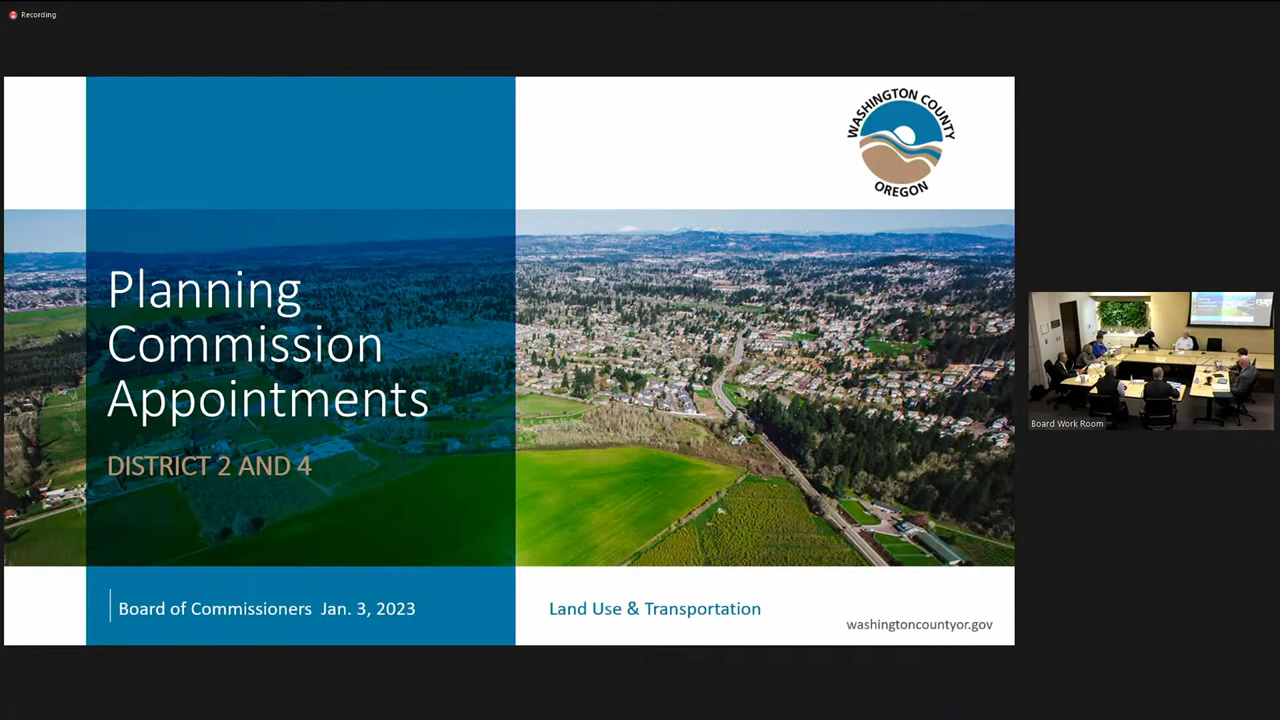 Recording
WASHINGTON COUNTY
OREGON
Planning
Commission
Appointments
DISTRICT 2 AND 4
Board of Commissioners Jan. 3, 2023
Land Use & Transportation
washingtoncountyor.gov
Board Work Room